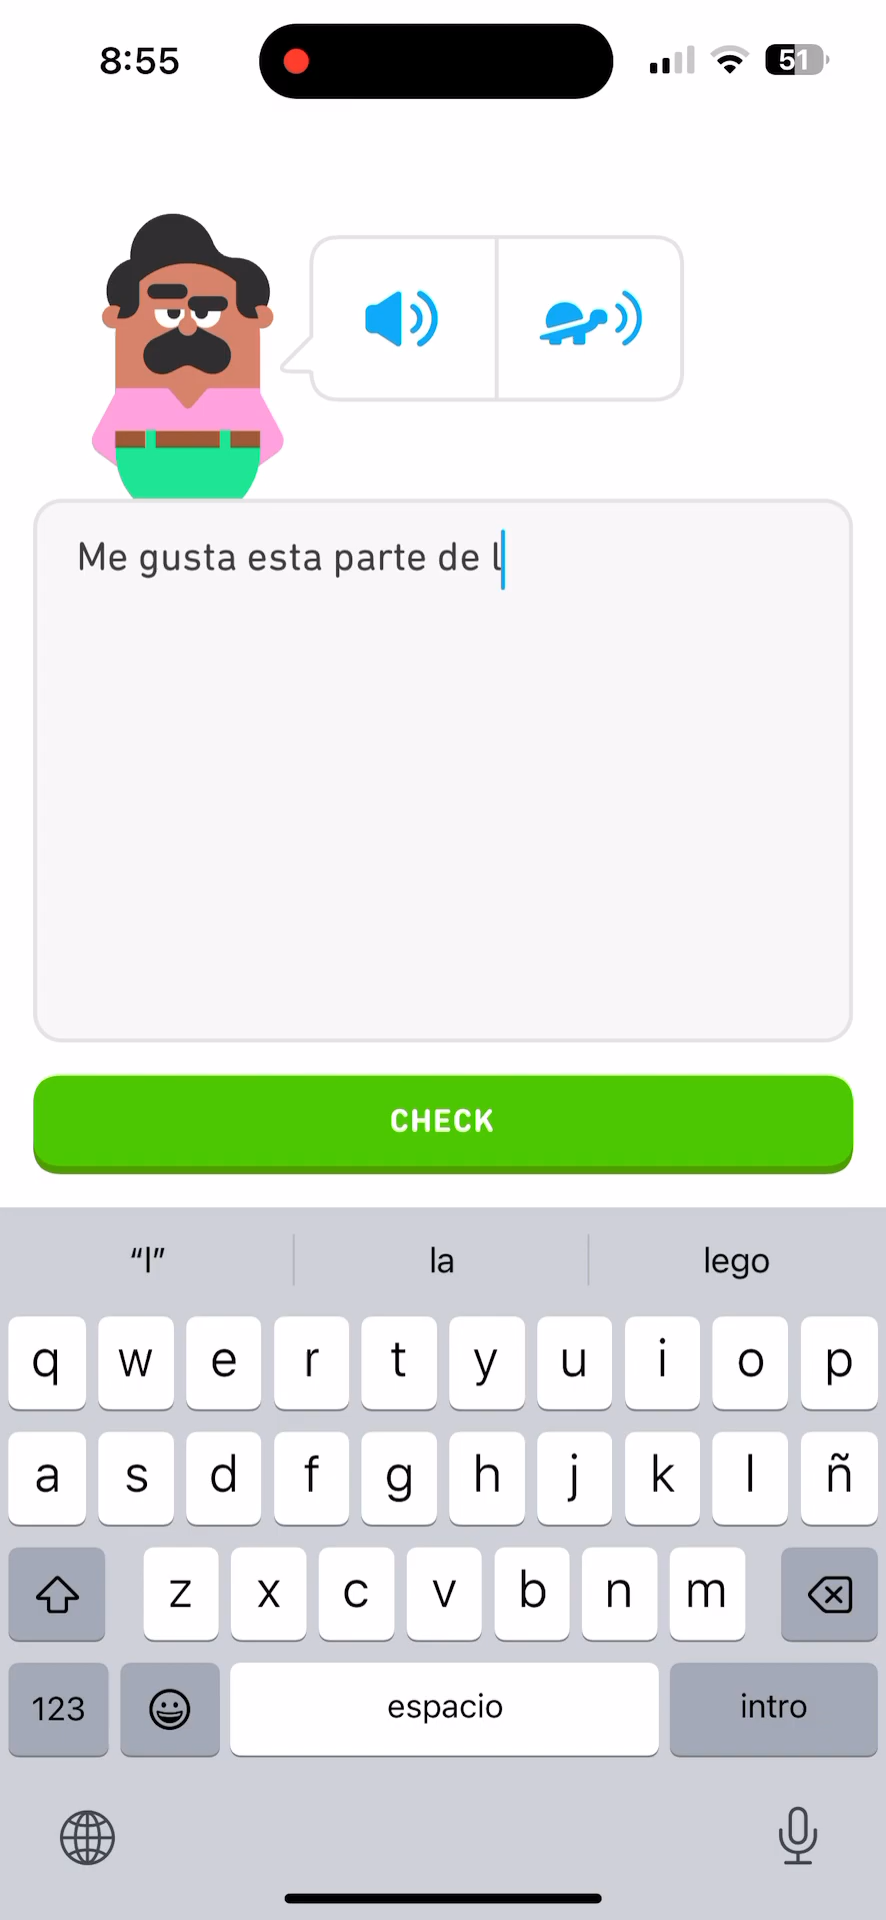 8:55
51
Me gusta esta parte de l
CHECK
“l”
la
lego
q w e r t y u i o p
a s d f g h j k l ñ
z x c v b n m
123
espacio
intro